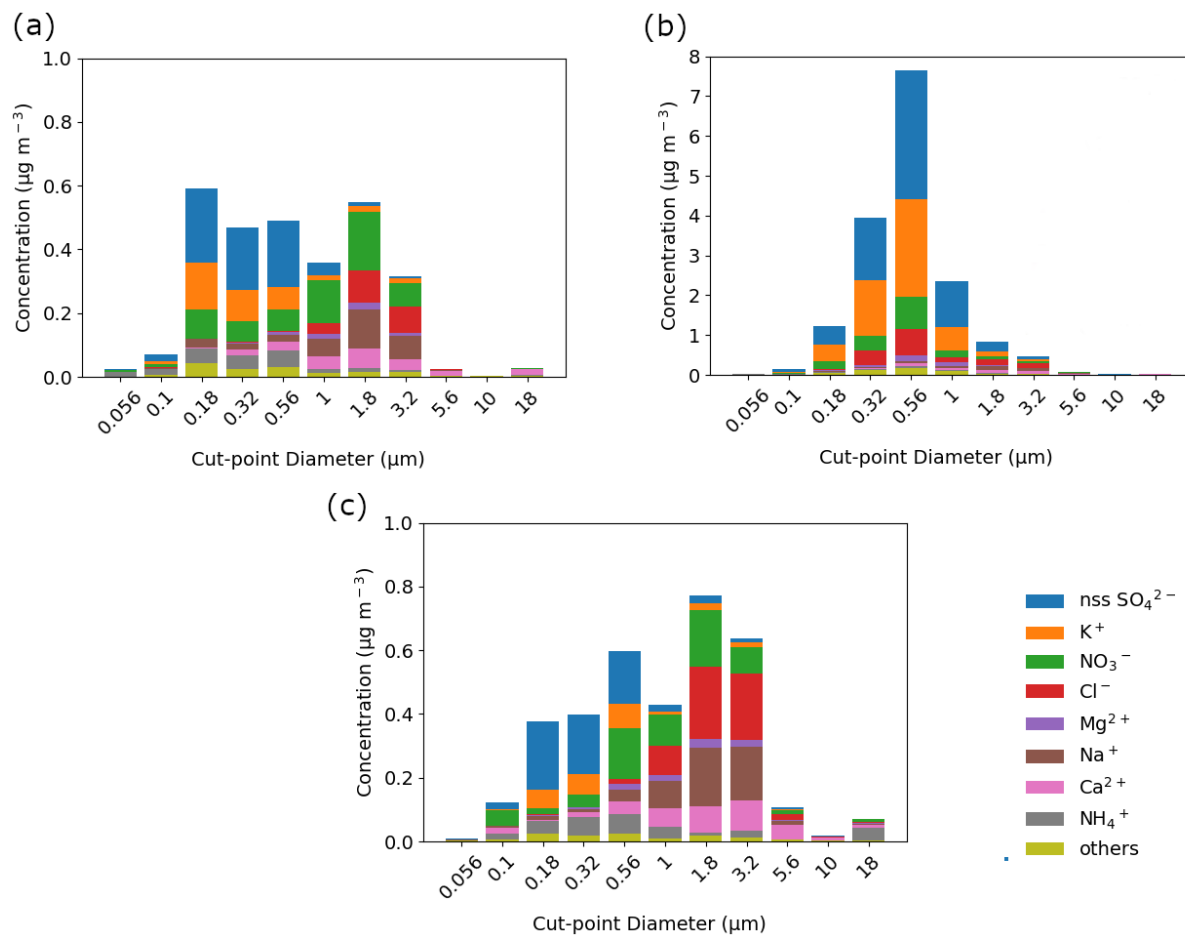 (a)
1.0
0.8
0.6
0.4
0.2
0.0
Concentration (µg m⁻³)
0.056 0.1 0.18 0.32 0.56 1 1.8 3.2 5.6 10 18
Cut-point Diameter (µm)
(b)
8
7
6
5
4
3
2
1
0
Concentration (µg m⁻³)
0.056 0.1 0.18 0.32 0.56 1 1.8 3.2 5.6 10 18
Cut-point Diameter (µm)
(c)
1.0
0.8
0.6
0.4
0.2
0.0
Concentration (µg m⁻³)
0.056 0.1 0.18 0.32 0.56 1 1.8 3.2 5.6 10 18
Cut-point Diameter (µm)
nss SO₄²⁻
K⁺
NO₃⁻
Cl⁻
Mg²⁺
Na⁺
Ca²⁺
NH₄⁺
others